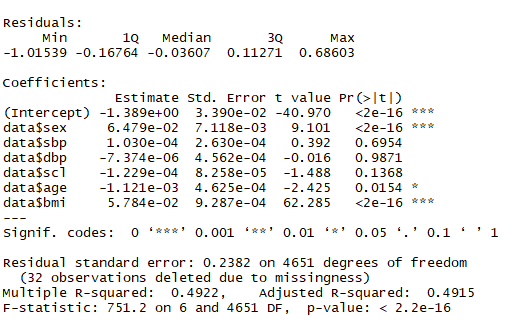 Residuals:
     Min       1Q   Median       3Q      Max
-1.01539 -0.16764 -0.03607  0.11271  0.68603
Coefficients:
              Estimate Std. Error t value Pr(>|t|)
(Intercept) -1.389e+00  3.390e-02 -40.970   <2e-16 ***
data$sex     6.479e-02  7.118e-03   9.101   <2e-16 ***
data$sbp     1.030e-04  2.630e-04   0.392   0.6954
data$dbp    -7.374e-06  4.562e-04  -0.016   0.9871
data$scl    -1.229e-04  8.258e-05  -1.488   0.1368
data$age    -1.121e-03  4.625e-04  -2.425   0.0154 *
data$bmi     5.784e-02  9.287e-04  62.285   <2e-16 ***
---
Signif. codes:  0 ‘***’ 0.001 ‘**’ 0.01 ‘*’ 0.05 ‘.’ 0.1 ‘ ’ 1
Residual standard error: 0.2382 on 4651 degrees of freedom
  (32 observations deleted due to missingness)
Multiple R-squared:  0.4922,    Adjusted R-squared:  0.4915
F-statistic: 751.2 on 6 and 4651 DF,  p-value: < 2.2e-16